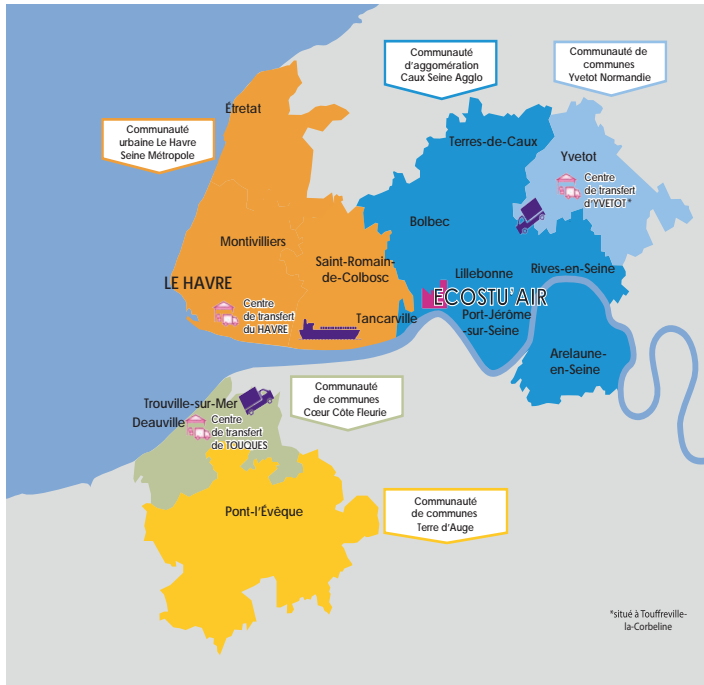 Communauté
d'agglomération
Caux Seine Agglo
Communauté de
communes
Yvetot Normandie
Étretat
Communauté
urbaine Le Havre
Seine Métropole
Terres-de-Caux
Yvetot
Centre
de transfert
d'YVETOT*
Bolbec
Montivilliers
Saint-Romain-
de-Colbosc
Lillebonne
Rives-en-Seine
LE HAVRE
ECOSTU'AIR
Centre
de transfert
du HAVRE
Tancarville
Port-Jérôme
-sur-Seine
Arelaune-
en-Seine
Communauté
de communes
Cœur Côte Fleurie
Trouville-sur-Mer
Deauville
Centre
de transfert
de TOUQUES
Pont-l'Évêque
Communauté
de communes
Terre d'Auge
*situé à Touffreville-
la-Corbeline